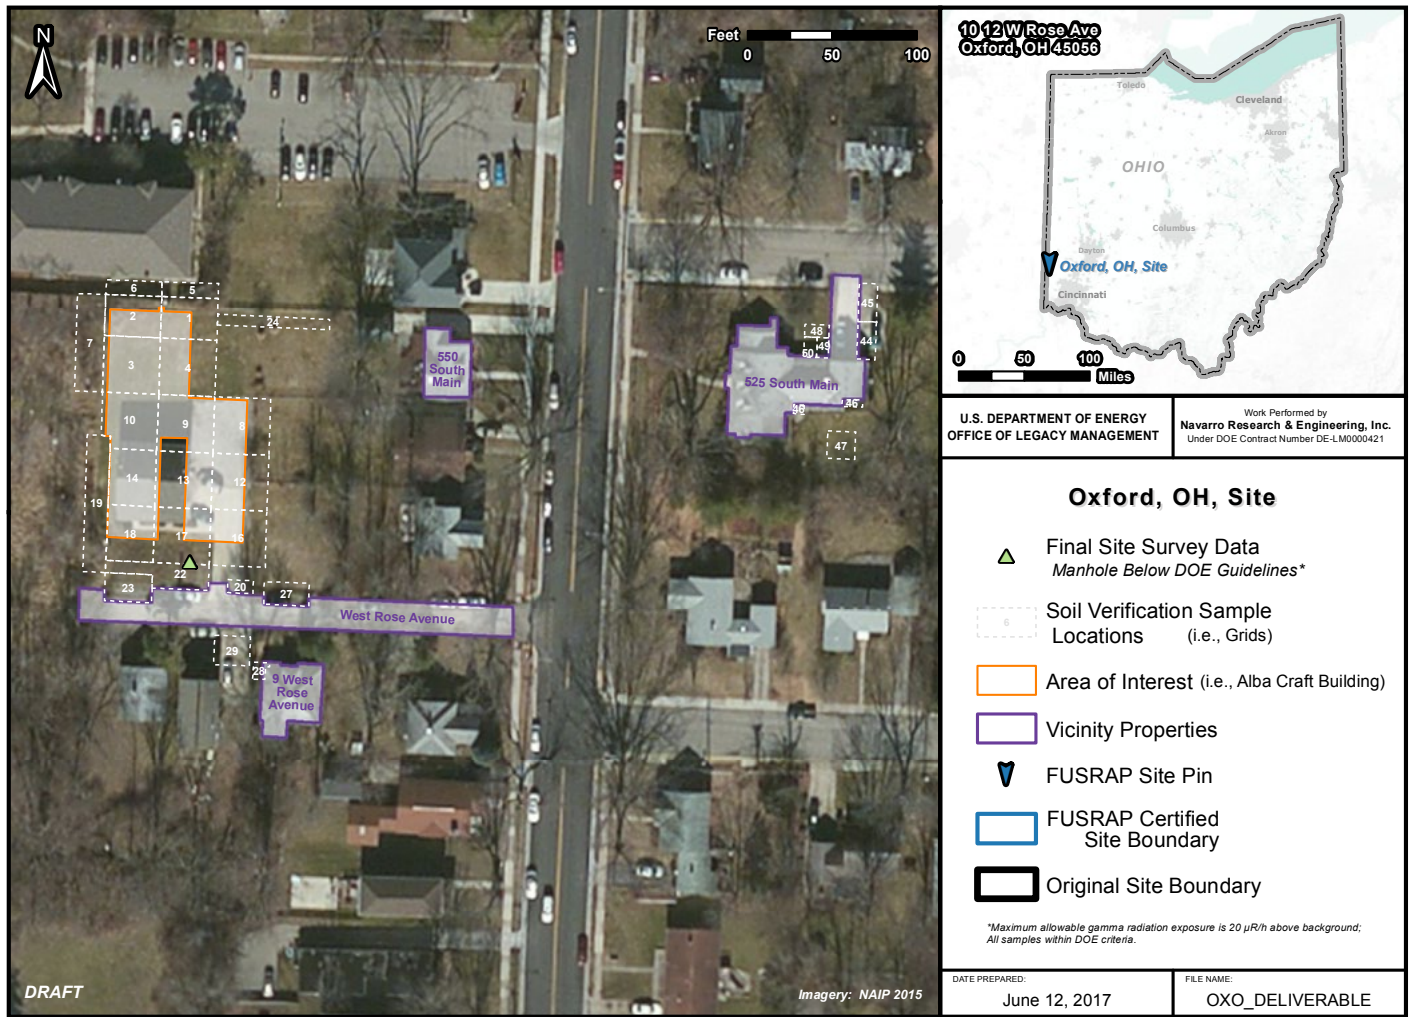 N
Feet
0 50 100
6
5
2
1
24
7
3
4
10
9
8
14
13
12
19
18
17
16
22
23
20
27
29
28
550
South
Main
525 South Main
48
49
50
45
44
46
47
West Rose Avenue
9 West
Rose
Avenue
DRAFT
Imagery: NAIP 2015
10 12 W Rose Ave
Oxford, OH 45056
Toledo
Cleveland
Akron
OHIO
Columbus
Dayton
Oxford, OH, Site
Cincinnati
0 50 100
Miles
U.S. DEPARTMENT OF ENERGY
OFFICE OF LEGACY MANAGEMENT
Work Performed by
Navarro Research & Engineering, Inc.
Under DOE Contract Number DE-LM0000421
Oxford, OH, Site
Final Site Survey Data
Manhole Below DOE Guidelines*
6
Soil Verification Sample
Locations (i.e., Grids)
Area of Interest (i.e., Alba Craft Building)
Vicinity Properties
FUSRAP Site Pin
FUSRAP Certified
Site Boundary
Original Site Boundary
*Maximum allowable gamma radiation exposure is 20 µR/h above background;
All samples within DOE criteria.
DATE PREPARED:
June 12, 2017
FILE NAME:
OXO_DELIVERABLE